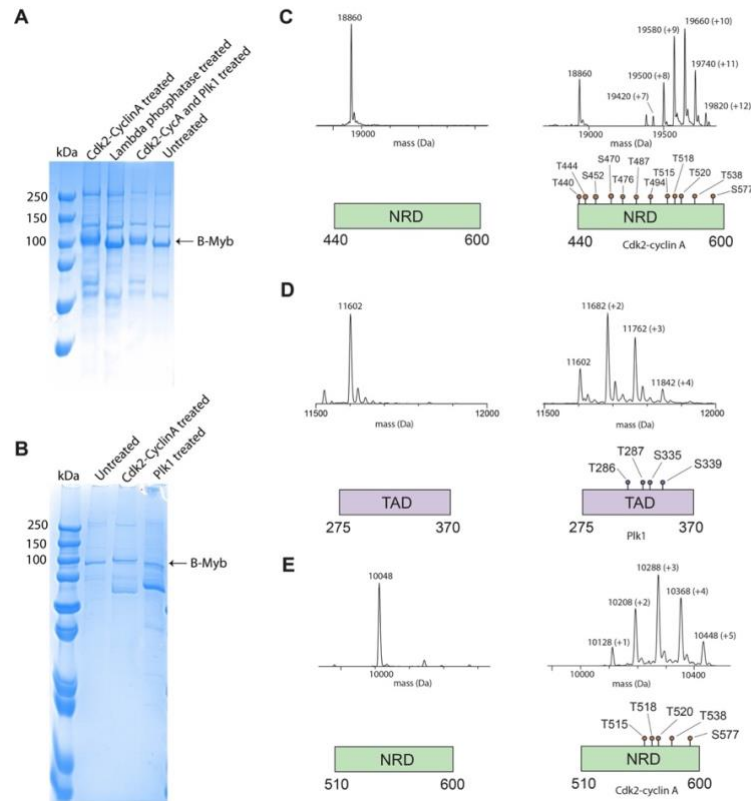 A
Cdk2-CyclinA treated
Lambda phosphatase treated
Cdk2-CycA and Plk1 treated
Untreated
kDa
250
150
100
B-Myb
B
Untreated
Cdk2-CyclinA treated
Plk1 treated
kDa
250
150
100
B-Myb
C
18860
19000
mass (Da)
NRD
440 600
19660 (+10)
19580 (+9)
19740 (+11)
19500 (+8)
18860
19420 (+7)
19820 (+12)
19000 19500
mass (Da)
S470 T487 T518
T444 S452 T476 T515 T520 T538
T440 T494 S577
NRD
440 600
Cdk2-cyclin A
D
11602
11500 12000
mass (Da)
TAD
275 370
11682 (+2)
11762 (+3)
11602
11842 (+4)
11500 12000
mass (Da)
T287 S335
T286 S339
TAD
275 370
Plk1
E
10048
10000
mass (Da)
NRD
510 600
10288 (+3)
10368 (+4)
10208 (+2)
10128 (+1)
10448 (+5)
10000 10400
mass (Da)
T518 T520
T515 T538
S577
NRD
510 600
Cdk2-cyclin A